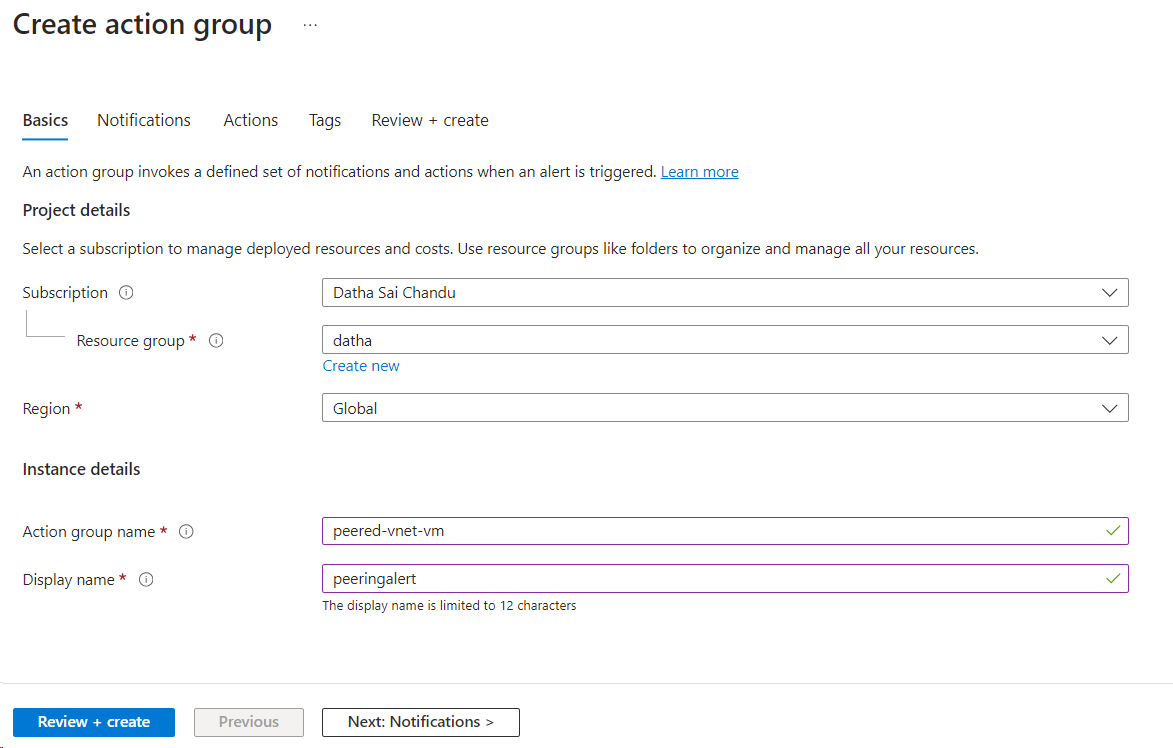 Create action group ...
Basics Notifications Actions Tags Review + create
An action group invokes a defined set of notifications and actions when an alert is triggered. Learn more
Project details
Select a subscription to manage deployed resources and costs. Use resource groups like folders to organize and manage all your resources.
Subscription Datha Sai Chandu
Resource group * datha
Create new
Region * Global
Instance details
Action group name * peered-vnet-vm
Display name * peeringalert
The display name is limited to 12 characters
Review + create Previous Next: Notifications >